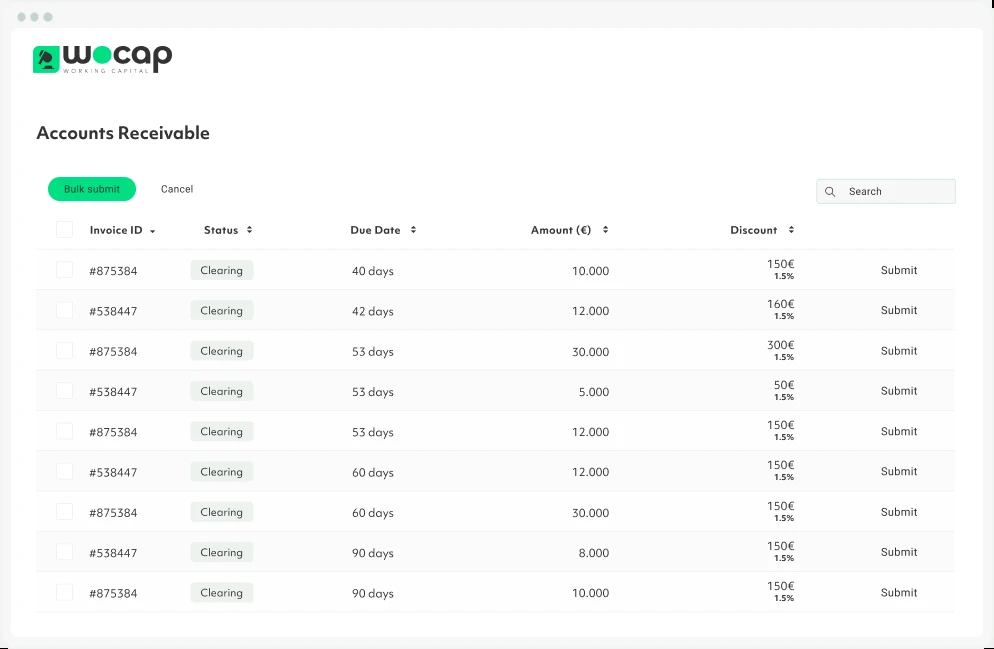 wocap
WORKING CAPITAL
Accounts Receivable
Bulk submit Cancel Search
Invoice ID Status Due Date Amount (€) Discount
#875384 Clearing 40 days 10.000 150€ Submit
1.5%
#538447 Clearing 42 days 12.000 160€ Submit
1.5%
#875384 Clearing 53 days 30.000 300€ Submit
1.5%
#538447 Clearing 53 days 5.000 50€ Submit
1.5%
#875384 Clearing 53 days 12.000 150€ Submit
1.5%
#538447 Clearing 60 days 12.000 150€ Submit
1.5%
#875384 Clearing 60 days 30.000 150€ Submit
1.5%
#538447 Clearing 90 days 8.000 150€ Submit
1.5%
#875384 Clearing 90 days 10.000 150€ Submit
1.5%